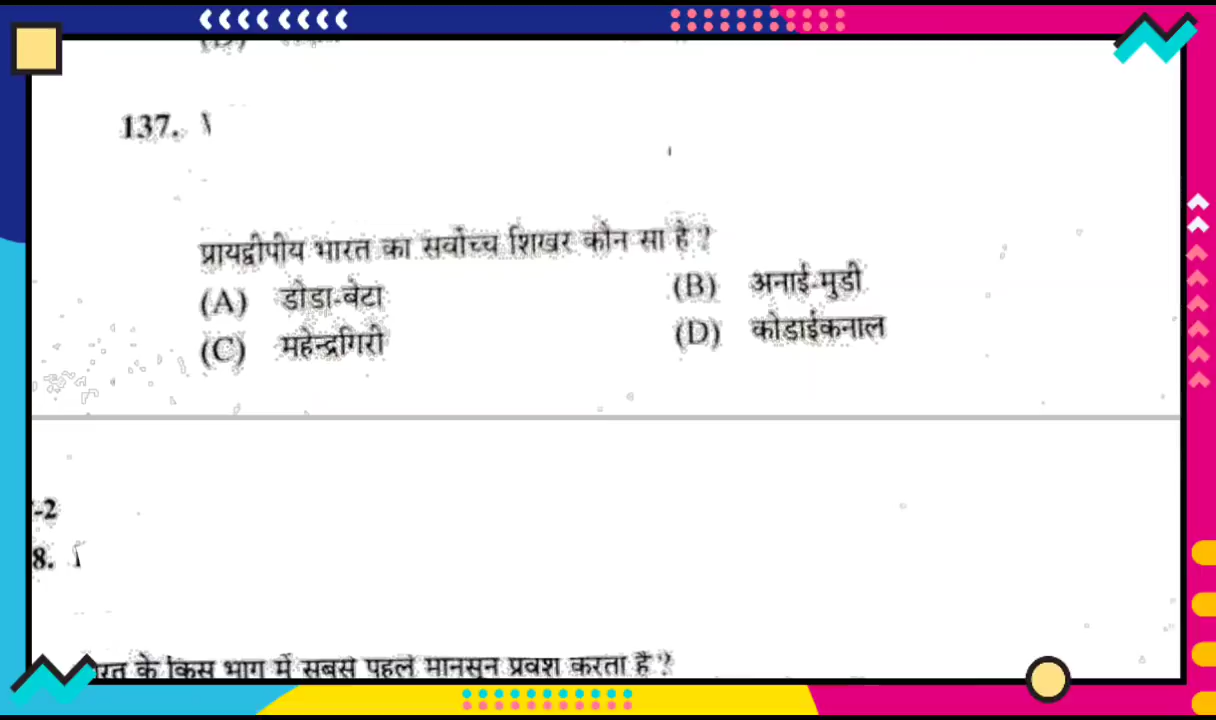 137.
प्रायद्वीपीय भारत का सर्वोच्च शिखर कौन सा है ?
(A) डोडा-बेटा
(B) अनाई-मुडी
(C) महेन्द्रगिरी
(D) कोडाईकनाल
-2
8.
के किस भाग में सबसे पहले मानसून प्रवेश करता है ?